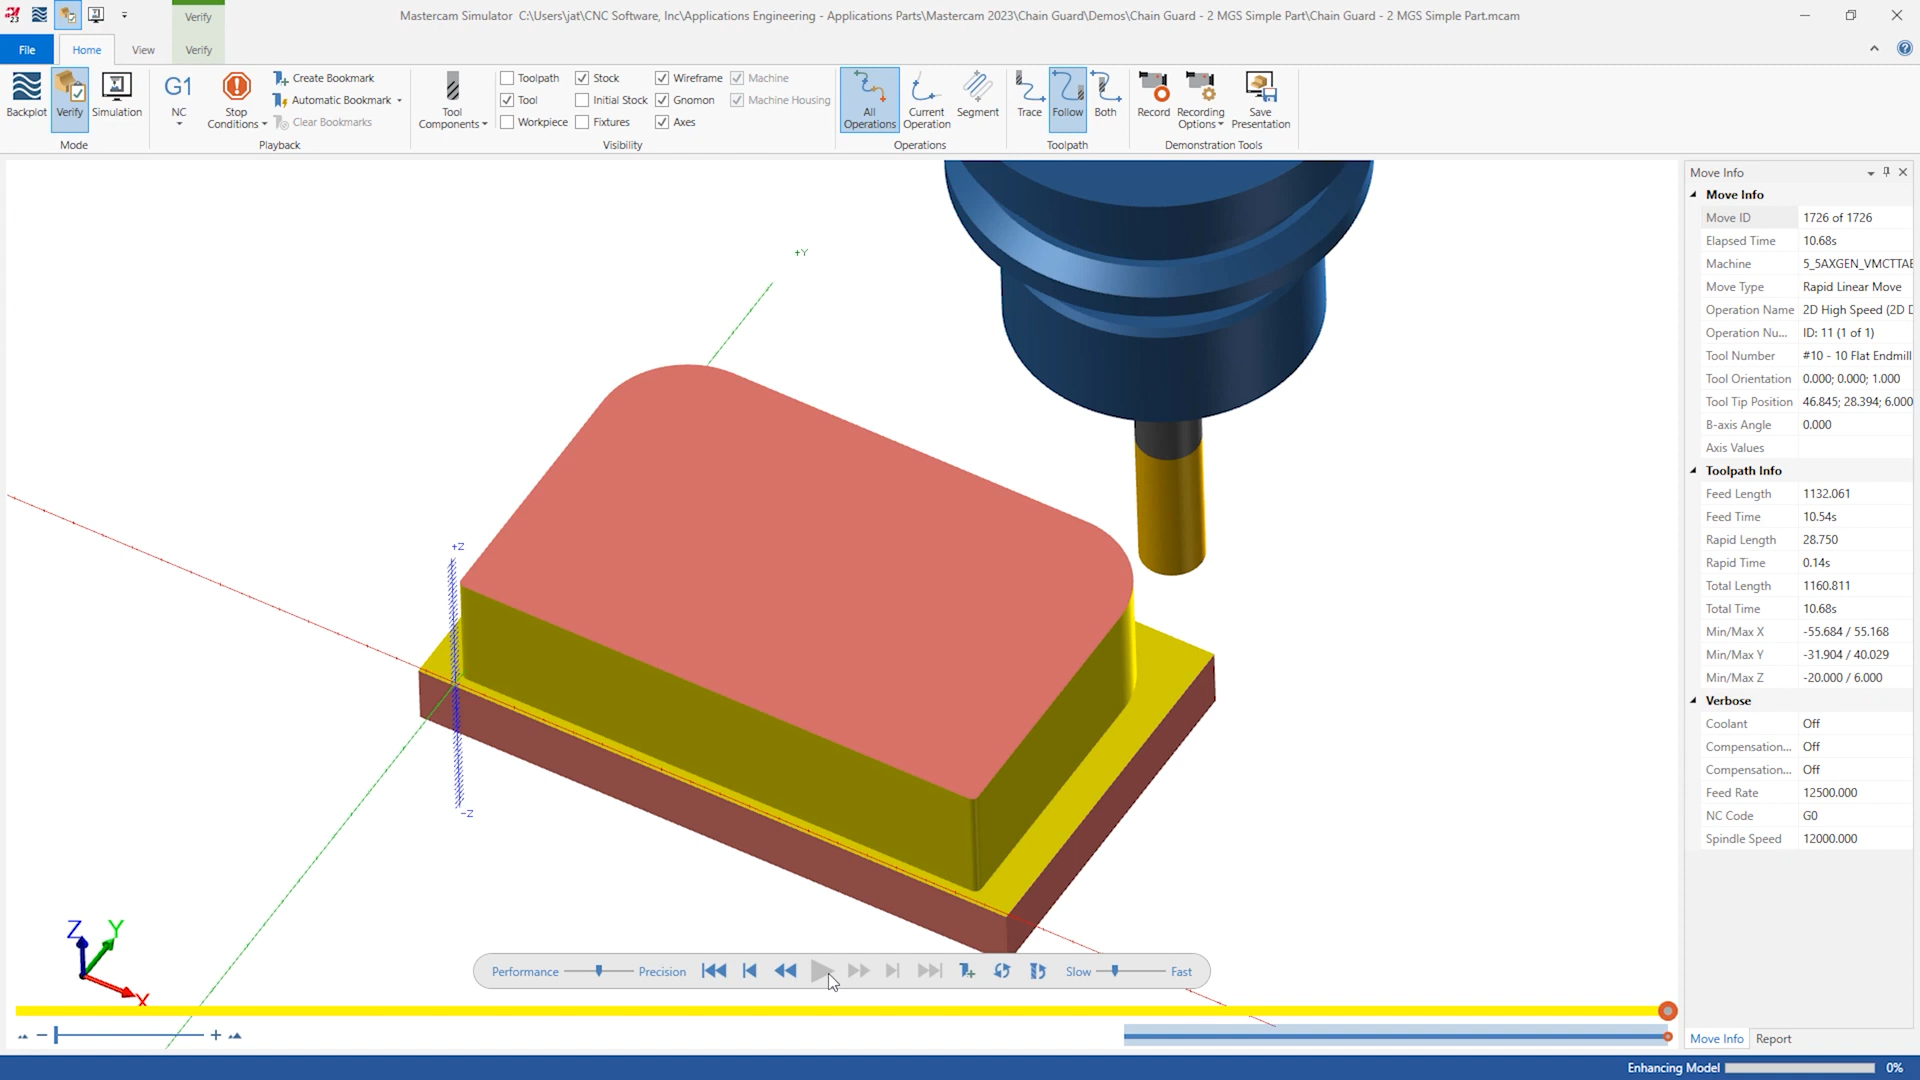 Verify
Mastercam Simulator C:\Users\jat\CNC Software, Inc\Applications Engineering - Applications Parts\Mastercam 2023\Chain Guard\Demos\Chain Guard - 2 MGS Simple Part\Chain Guard - 2 MGS Simple Part.mcam
File Home View Verify
Backplot Verify Simulation
Mode
G1 NC
Stop Conditions
Create Bookmark
Automatic Bookmark
Clear Bookmarks
Playback
Tool Components
Toolpath Stock Wireframe Machine
Tool Initial Stock Gnomon Machine Housing
Workpiece Fixtures Axes
Visibility
All Operations
Current Operation
Segment
Operations
Trace Follow Both
Toolpath
Record
Recording Options
Save Presentation
Demonstration Tools
+Y
+Z
-Z
Z Y X
Performance Precision Slow Fast
Move Info
Move Info
Move ID 1726 of 1726
Elapsed Time 10.68s
Machine 5_5AXGEN_VMCTTAE
Move Type Rapid Linear Move
Operation Name 2D High Speed (2D D
Operation Nu... ID: 11 (1 of 1)
Tool Number #10 - 10 Flat Endmill
Tool Orientation 0.000; 0.000; 1.000
Tool Tip Position 46.845; 28.394; 6.000
B-axis Angle 0.000
Axis Values
Toolpath Info
Feed Length 1132.061
Feed Time 10.54s
Rapid Length 28.750
Rapid Time 0.14s
Total Length 1160.811
Total Time 10.68s
Min/Max X -55.684 / 55.168
Min/Max Y -31.904 / 40.029
Min/Max Z -20.000 / 6.000
Verbose
Coolant Off
Compensation... Off
Compensation... Off
Feed Rate 12500.000
NC Code G0
Spindle Speed 12000.000
Move Info Report
Enhancing Model 0%